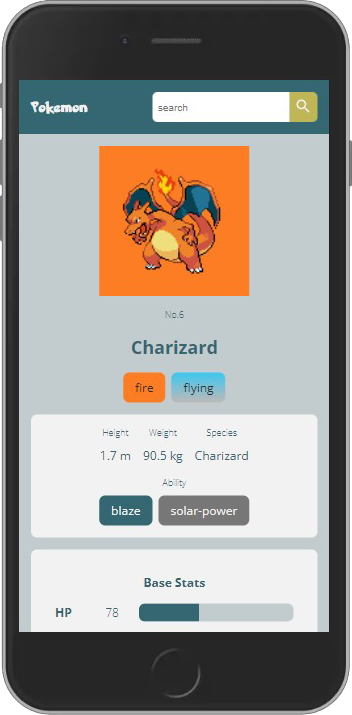 Pokemon
search
No.6
Charizard
fire flying
Height Weight Species
1.7 m 90.5 kg Charizard
Ability
blaze solar-power
Base Stats
HP 78